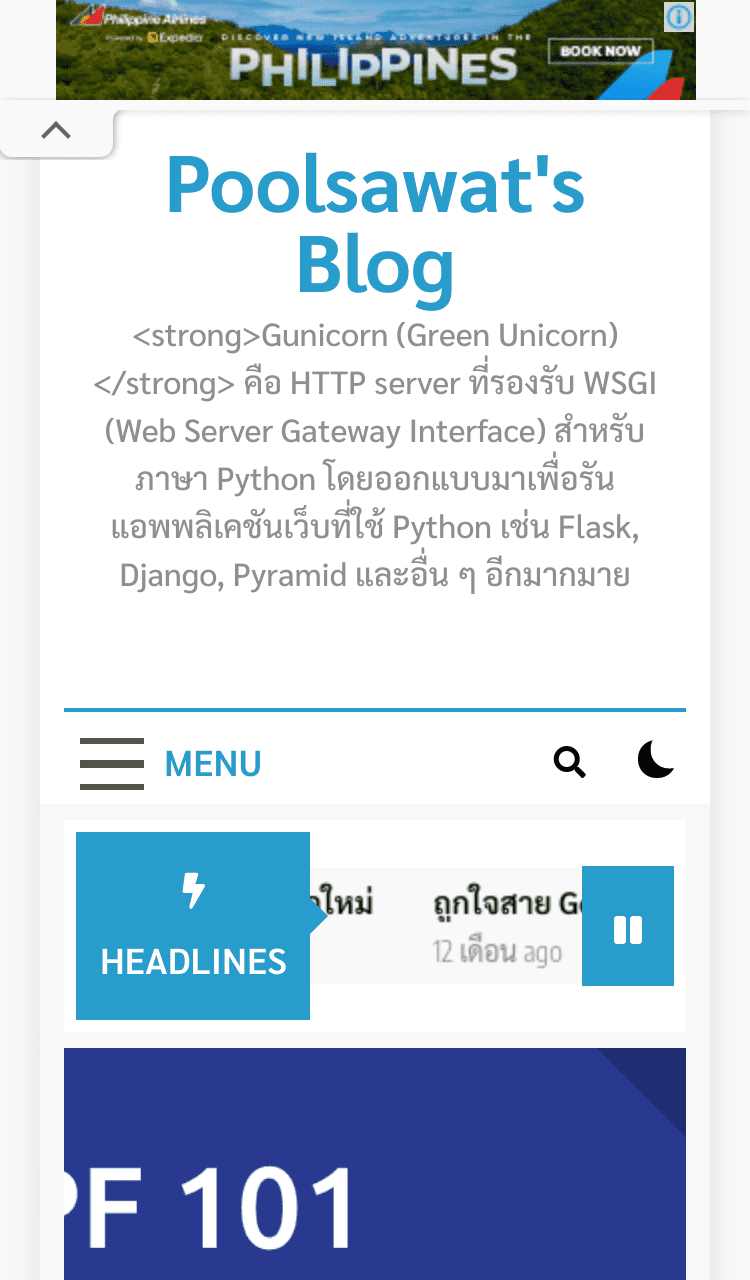 Philippine Airlines
Powered by Expedia
DISCOVER NEW ISLAND ADVENTURES IN THE
PHILIPPINES
BOOK NOW
Poolsawat's
Blog
<strong>Gunicorn (Green Unicorn)
</strong> คือ HTTP server ที่รองรับ WSGI
(Web Server Gateway Interface) สำหรับ
ภาษา Python โดยออกแบบมาเพื่อรัน
แอพพลิเคชันเว็บที่ใช้ Python เช่น Flask,
Django, Pyramid และอื่น ๆ อีกมากมาย
MENU
HEADLINES
ใหม่
ถูกใจสาย
12 เดือน ago
F 101